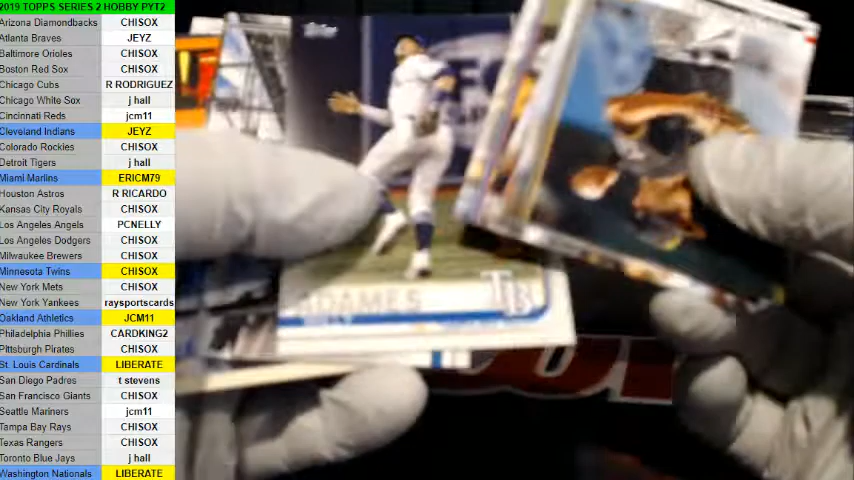 2019 TOPPS SERIES 2 HOBBY PYT2
Arizona Diamondbacks CHISOX
Atlanta Braves JEYZ
Baltimore Orioles CHISOX
Boston Red Sox CHISOX
Chicago Cubs R RODRIGUEZ
Chicago White Sox j hall
Cincinnati Reds jcm11
Cleveland Indians JEYZ
Colorado Rockies CHISOX
Detroit Tigers j hall
Miami Marlins ERICM79
Houston Astros R RICARDO
Kansas City Royals CHISOX
Los Angeles Angels PCNELLY
Los Angeles Dodgers CHISOX
Milwaukee Brewers CHISOX
Minnesota Twins CHISOX
New York Mets CHISOX
New York Yankees raysportscards
Oakland Athletics JCM11
Philadelphia Phillies CARDKING2
Pittsburgh Pirates CHISOX
St. Louis Cardinals LIBERATE
San Diego Padres t stevens
San Francisco Giants CHISOX
Seattle Mariners jcm11
Tampa Bay Rays CHISOX
Texas Rangers CHISOX
Toronto Blue Jays j hall
Washington Nationals LIBERATE
Topps
ADAMES